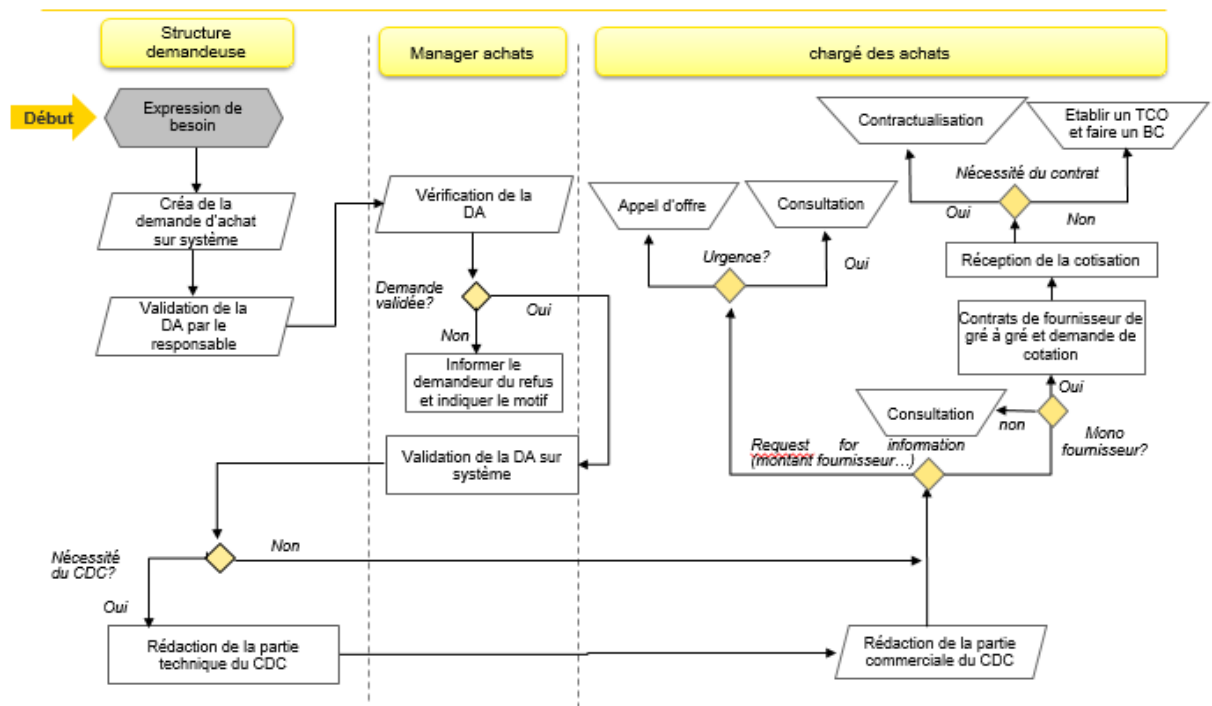 Structure
demandeuse
Manager achats
chargé des achats
Début
Expression de
besoin
Contractualisation
Etablir un TCO
et faire un BC
Nécessité du contrat
Oui
Non
Créa de la
demande d'achat
sur système
Vérification de la
DA
Appel d'offre
Consultation
Urgence?
Oui
Réception de la cotisation
Validation de la
DA par le
responsable
Demande
validée?
Oui
Non
Contrats de fournisseur de
gré à gré et demande de
cotation
Informer le
demandeur du refus
et indiquer le motif
Oui
Consultation
non
Mono
fournisseur?
Request for information
(montant fournisseur…)
Validation de la DA sur
système
Nécessité
du CDC?
Non
Oui
Rédaction de la partie
technique du CDC
Rédaction de la partie
commerciale du CDC